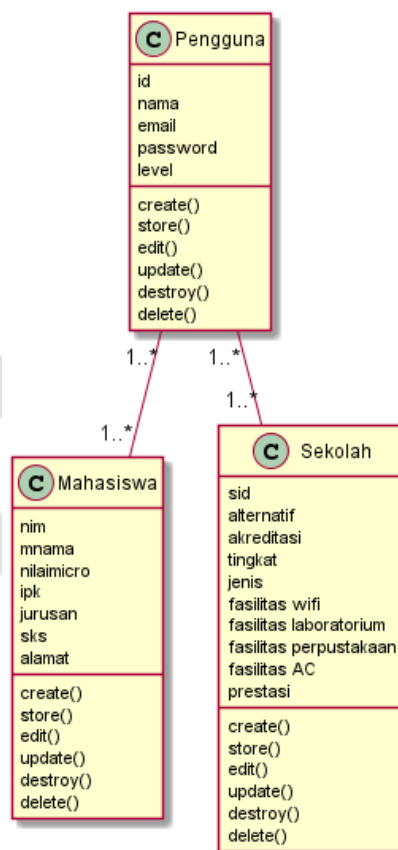 C Pengguna
id
nama
email
password
level
create()
store()
edit()
update()
destroy()
delete()
1..* 1..*
1..*
1..*
C Mahasiswa
nim
mnama
nilaimicro
ipk
jurusan
sks
alamat
create()
store()
edit()
update()
destroy()
delete()
C Sekolah
sid
alternatif
akreditasi
tingkat
jenis
fasilitas wifi
fasilitas laboratorium
fasilitas perpustakaan
fasilitas AC
prestasi
create()
store()
edit()
update()
destroy()
delete()